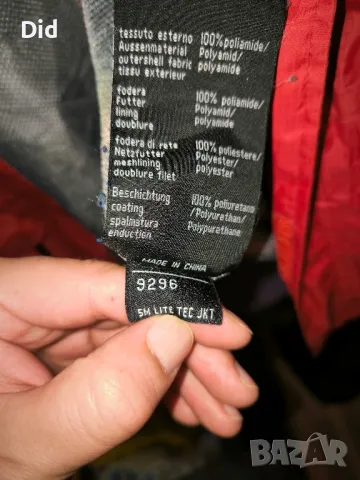 Did
tessuto esterno 100% poliamide/
Aussenmaterial Polyamid/
outershell fabric polyamide
tissu exterieur
fodera 100% poliamide/
Futter Polyamid/
lining polyamide
doublure
fodera di rete 100% poliestere/
Netzfutter Polyester/
meshlining polyester
doublure filet
Beschichtung 100% poliuretano
coating /Polyurethan/
spalmatura Polypurethane
enduction
MADE IN CHINA
9296
SM LITE TEC JKT
BAZAR
bg